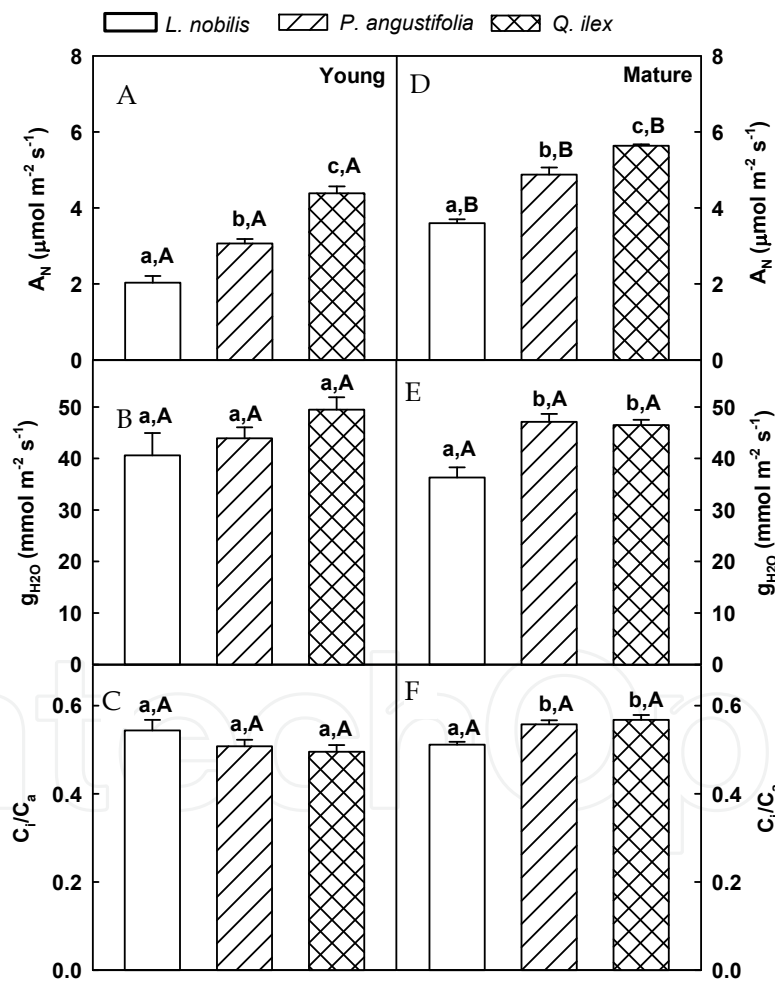 L. nobilis P. angustifolia Q. ilex
A Young
8
6
4
2
0
A_N (μmol m⁻² s⁻¹)
a,A b,A c,A
D Mature
8
6
4
2
0
A_N (μmol m⁻² s⁻¹)
a,B b,B c,B
B
50
40
30
20
10
0
g_H2O (mmol m⁻² s⁻¹)
a,A a,A a,A
E
50
40
30
20
10
0
g_H2O (mmol m⁻² s⁻¹)
a,A b,A b,A
C
0.6
0.4
0.2
0.0
C_i/C_a
a,A a,A a,A
F
0.6
0.4
0.2
0.0
C_i/C_a
a,A b,A b,A
ntechOp